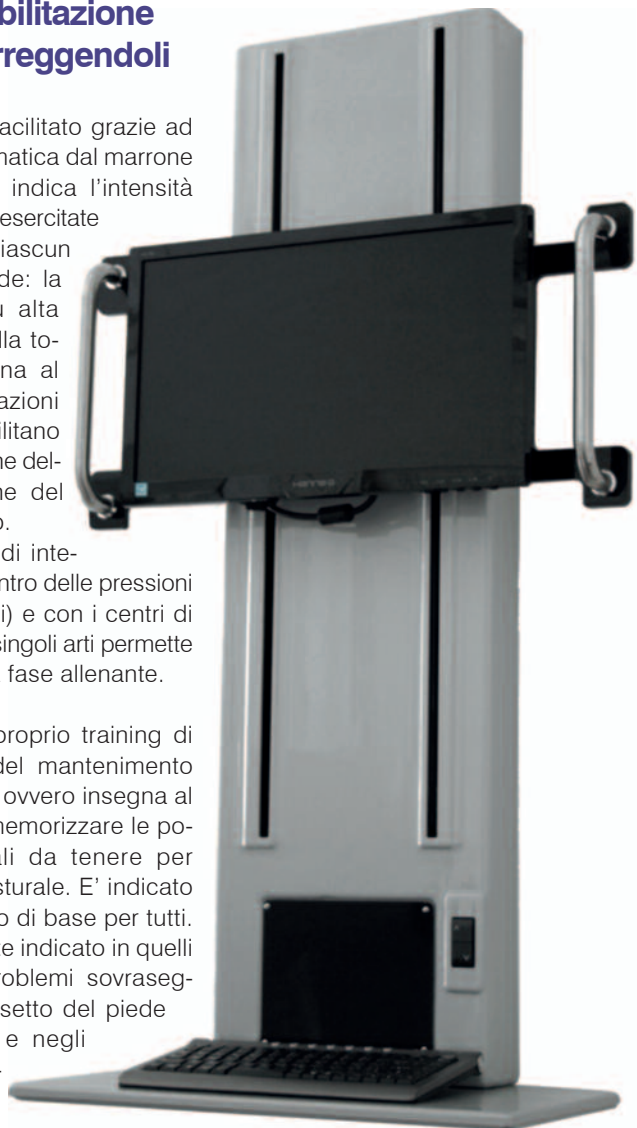 bilitazione
rreggendoli
acilitato grazie ad
matica dal marrone
indica l’intensità
esercitate
iascun
de: la
ù alta
lla to-
na al
azioni
ilitano
ne del-
ne del
o.
di inte-
ntro delle pressioni
i) e con i centri di
singoli arti permette
fase allenante.
proprio training di
del mantenimento
ovvero insegna al
memorizzare le po-
ali da tenere per
sturale. E’ indicato
o di base per tutti.
te indicato in quelli
roblemi sovraseg-
setto del piede
e negli